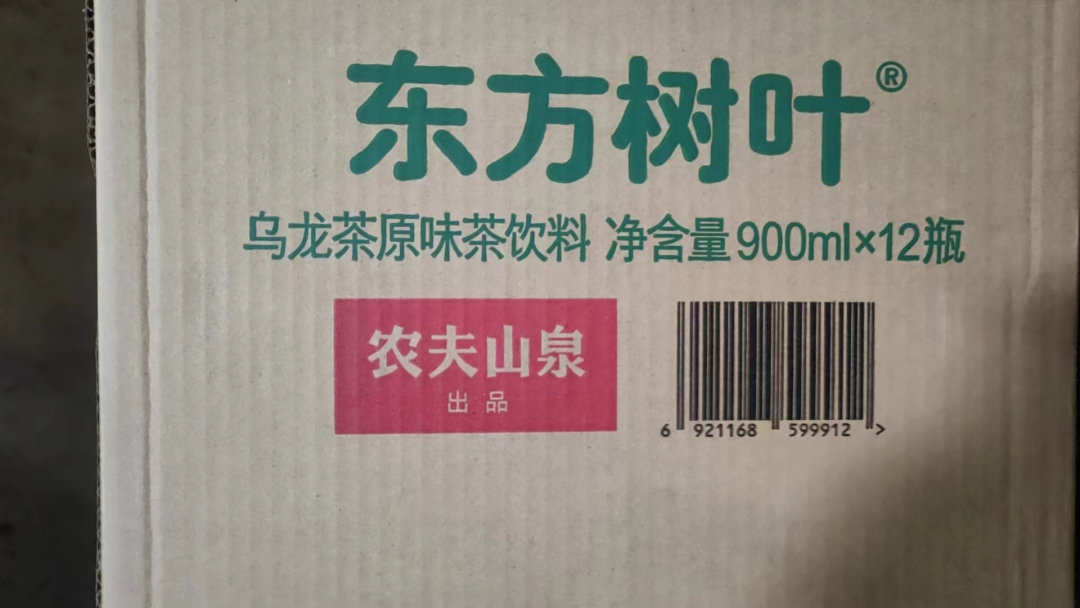 东方树叶®
乌龙茶原味茶饮料 净含量900ml×12瓶
农夫山泉
出品
6 921168 599912 >